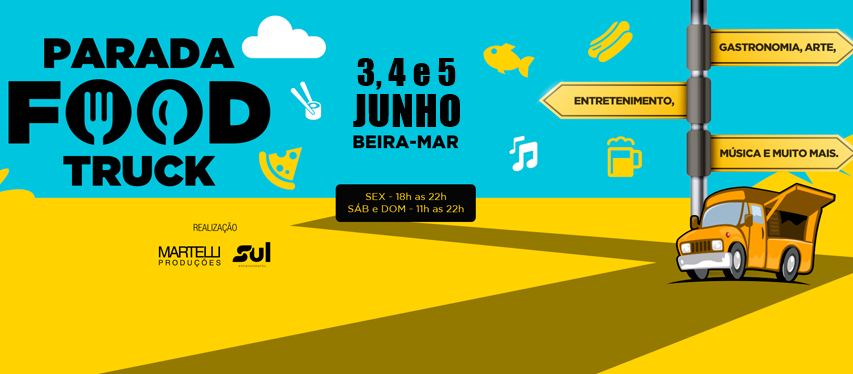 PARADA
FOOD
TRUCK
3, 4 e 5
JUNHO
BEIRA-MAR
SEX - 18h as 22h
SÁB e DOM - 11h as 22h
GASTRONOMIA, ARTE,
ENTRETENIMENTO,
MÚSICA E MUITO MAIS.
REALIZAÇÃO
MARTELLI
PRODUÇÕES
Sul